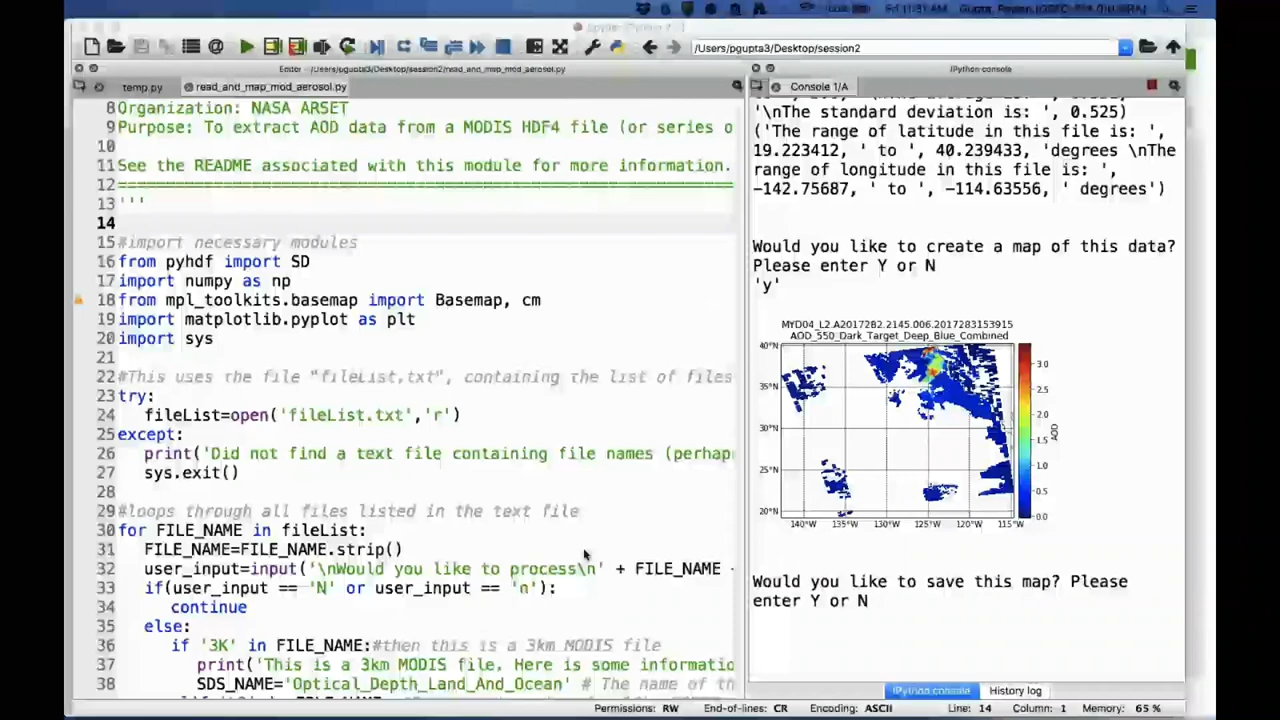 Fri 11:31 AM
/Users/pgupta3/Desktop/session2
Editor - /Users/pgupta3/Desktop/session2/read_and_map_mod_aerosol.py
temp.py
read_and_map_mod_aerosol.py
8 Organization: NASA ARSET
9 Purpose: To extract AOD data from a MODIS HDF4 file (or series o
10
11 See the README associated with this module for more information.
12 ================================================
13 '''
14
15 #import necessary modules
16 from pyhdf import SD
17 import numpy as np
18 from mpl_toolkits.basemap import Basemap, cm
19 import matplotlib.pyplot as plt
20 import sys
21
22 #This uses the file "fileList.txt", containing the list of files
23 try:
24 fileList=open('fileList.txt','r')
25 except:
26 print('Did not find a text file containing file names (perhap
27 sys.exit()
28
29 #loops through all files listed in the text file
30 for FILE_NAME in fileList:
31 FILE_NAME=FILE_NAME.strip()
32 user_input=input('\nWould you like to process\n' + FILE_NAME
33 if(user_input == 'N' or user_input == 'n'):
34 continue
35 else:
36 if '3K' in FILE_NAME:#then this is a 3km MODIS file
37 print('This is a 3km MODIS file. Here is some informatio
38 SDS_NAME='Optical_Depth_Land_And_Ocean' # The name of th
Permissions: RW End-of-lines: CR Encoding: ASCII Line: 14 Column: 1 Memory: 65 %
IPython console
Console 1/A
'\nThe standard deviation is: ', 0.525)
('The range of latitude in this file is: ',
19.223412, ' to ', 40.239433, 'degrees \nThe
range of longitude in this file is: ',
-142.75687, ' to ', -114.63556, ' degrees')
Would you like to create a map of this data?
Please enter Y or N
'y'
MYD04_L2.A2017282.2145.006.2017283153915
AOD_550_Dark_Target_Deep_Blue_Combined
40°N
35°N
30°N
25°N
20°N
140°W 135°W 130°W 125°W 120°W 115°W
3.0
2.5
2.0
1.5
1.0
0.5
0.0
AOD
Would you like to save this map? Please
enter Y or N
IPython console
History log